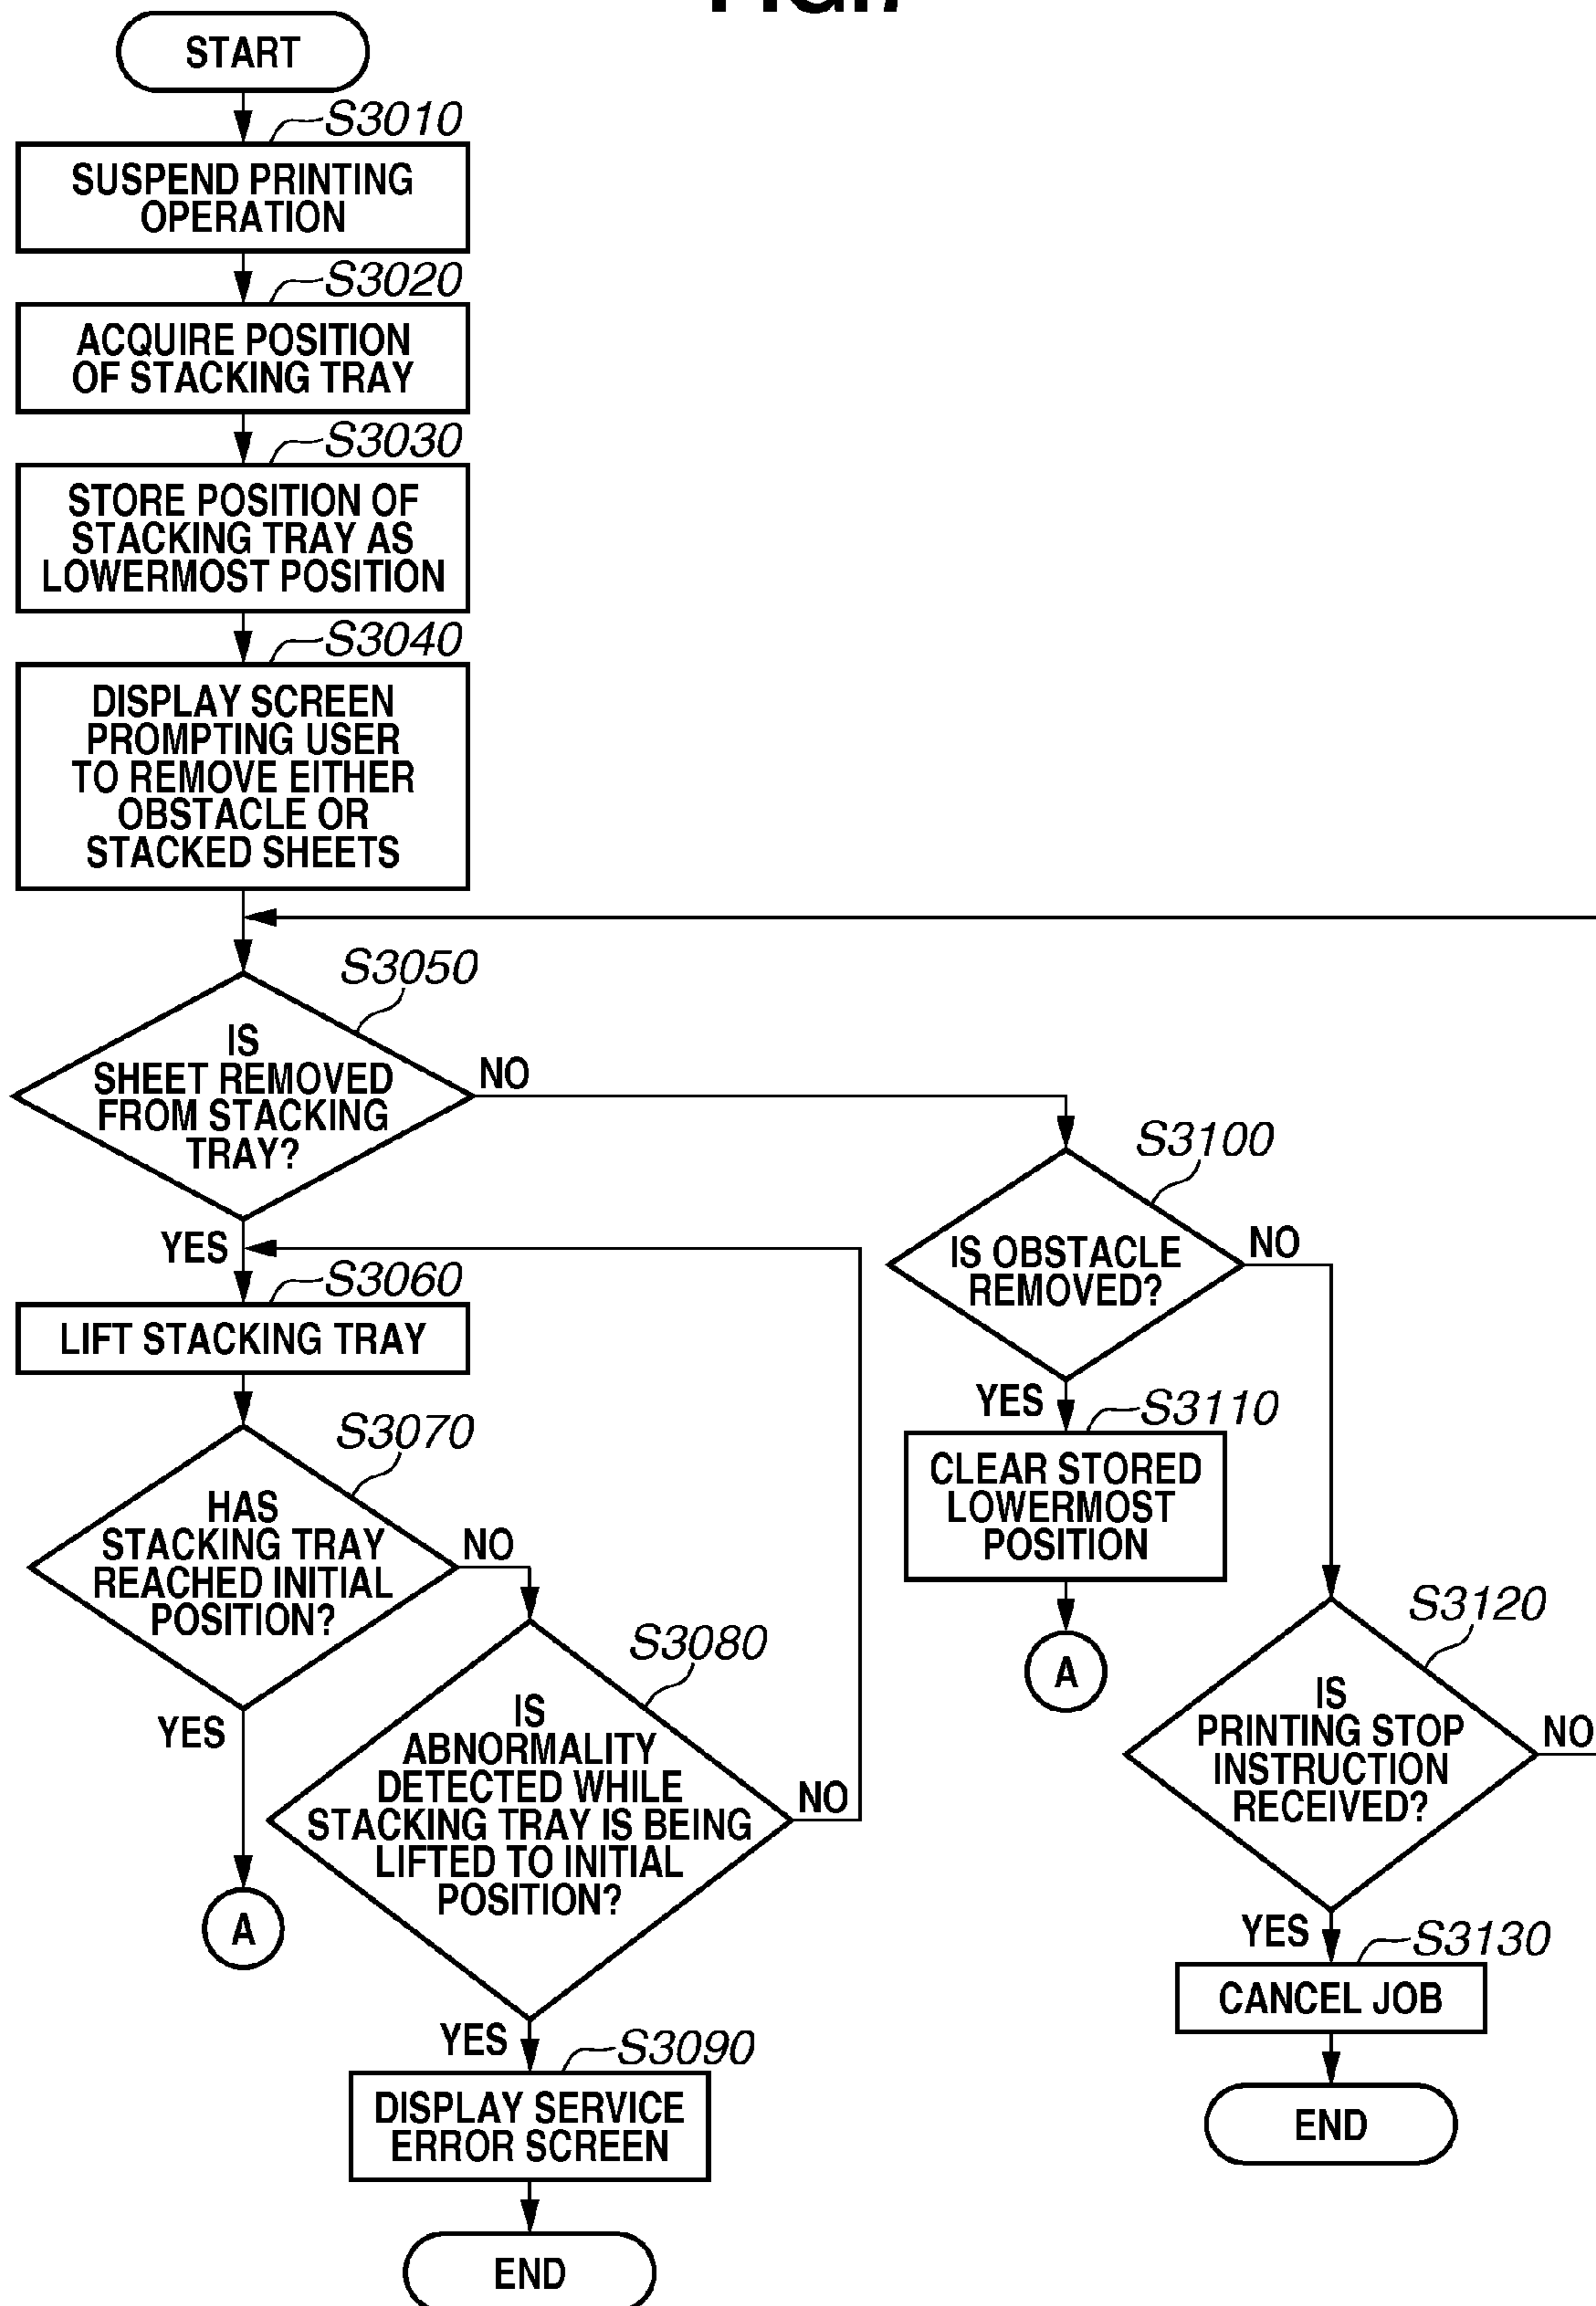 START
S3010
SUSPEND PRINTING
OPERATION
S3020
ACQUIRE POSITION
OF STACKING TRAY
S3030
STORE POSITION OF
STACKING TRAY AS
LOWERMOST POSITION
S3040
DISPLAY SCREEN
PROMPTING USER
TO REMOVE EITHER
OBSTACLE OR
STACKED SHEETS
S3050
IS
SHEET REMOVED
FROM STACKING
TRAY?
NO
YES
S3060
LIFT STACKING TRAY
S3070
HAS
STACKING TRAY
REACHED INITIAL
POSITION?
NO
YES
A
S3080
IS
ABNORMALITY
DETECTED WHILE
STACKING TRAY IS BEING
LIFTED TO INITIAL
POSITION?
NO
YES
S3090
DISPLAY SERVICE
ERROR SCREEN
END
S3100
IS OBSTACLE
REMOVED?
NO
YES
S3110
CLEAR STORED
LOWERMOST
POSITION
A
S3120
IS
PRINTING STOP
INSTRUCTION
RECEIVED?
NO
YES
S3130
CANCEL JOB
END